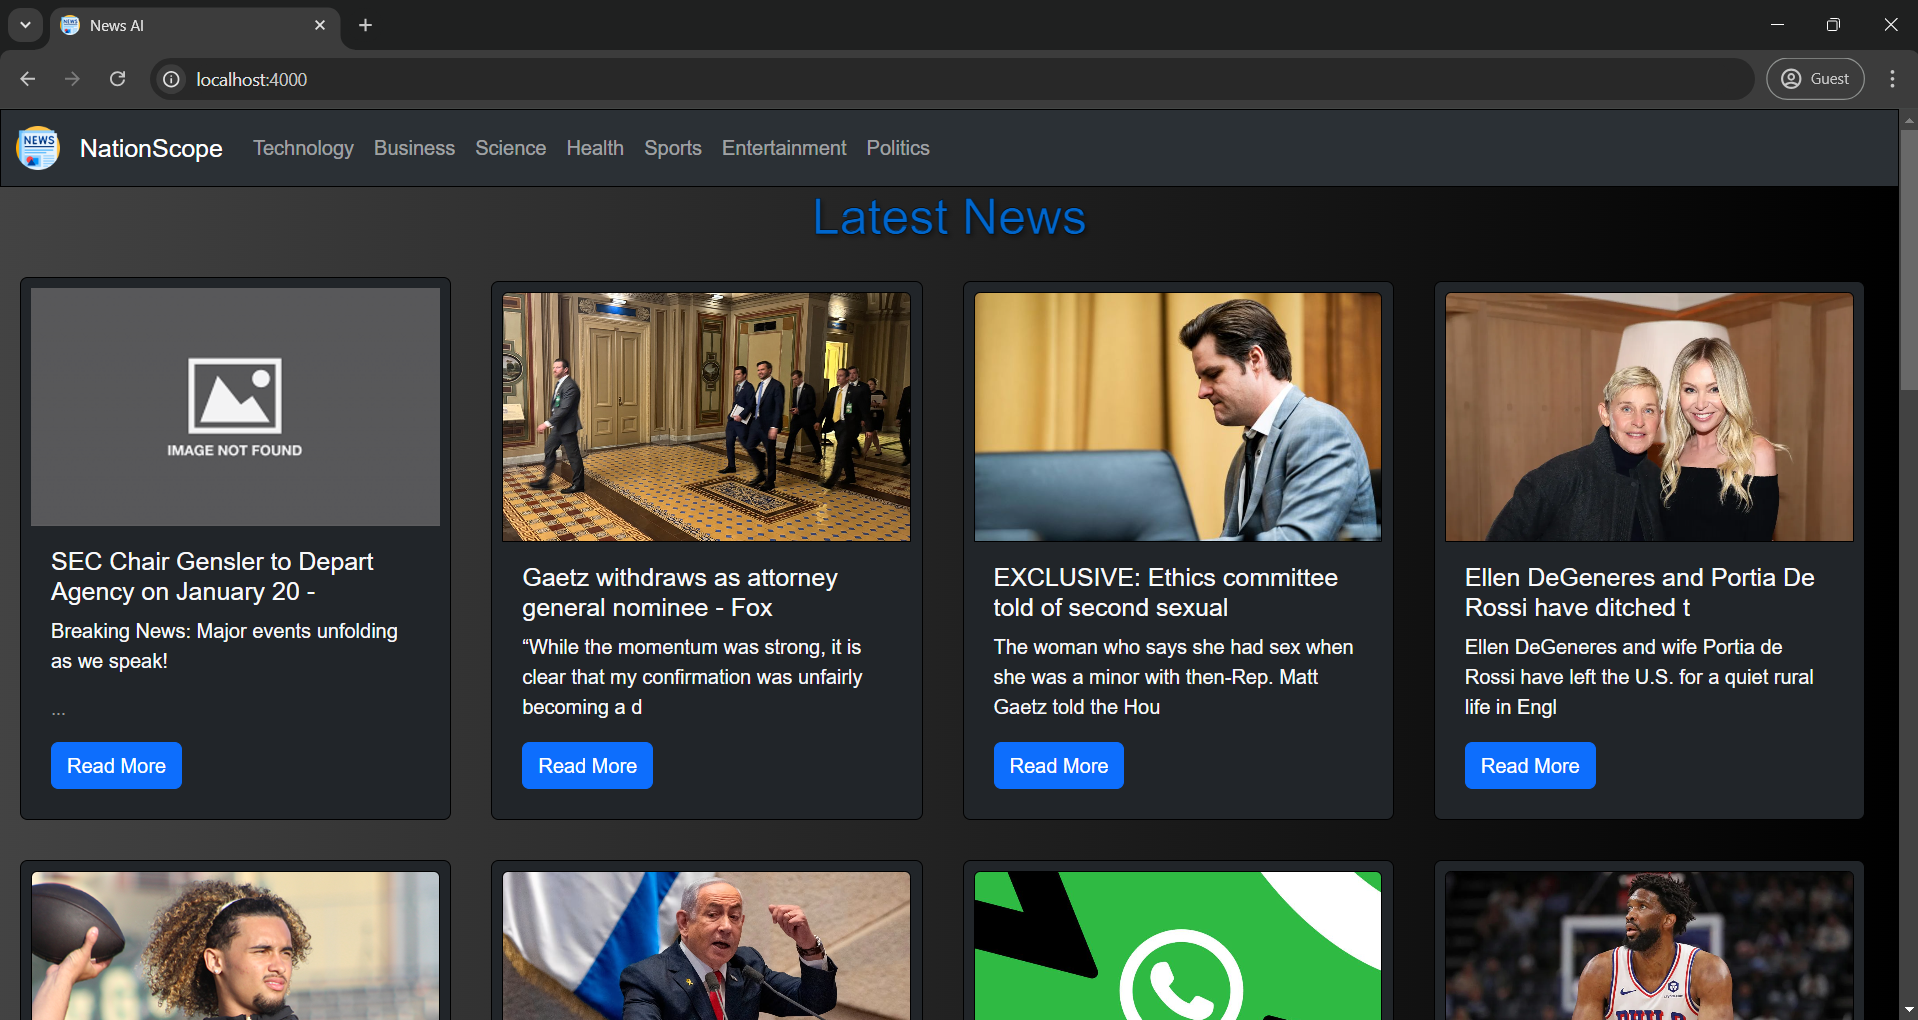 News AI
localhost:4000
Guest
NEWS
NationScope
Technology Business Science Health Sports Entertainment Politics
Latest News
IMAGE NOT FOUND
SEC Chair Gensler to Depart
Agency on January 20 -
Breaking News: Major events unfolding
as we speak!
...
Read More
Gaetz withdraws as attorney
general nominee - Fox
“While the momentum was strong, it is
clear that my confirmation was unfairly
becoming a d
Read More
EXCLUSIVE: Ethics committee
told of second sexual
The woman who says she had sex when
she was a minor with then-Rep. Matt
Gaetz told the Hou
Read More
Ellen DeGeneres and Portia De
Rossi have ditched t
Ellen DeGeneres and wife Portia de
Rossi have left the U.S. for a quiet rural
life in Engl
Read More